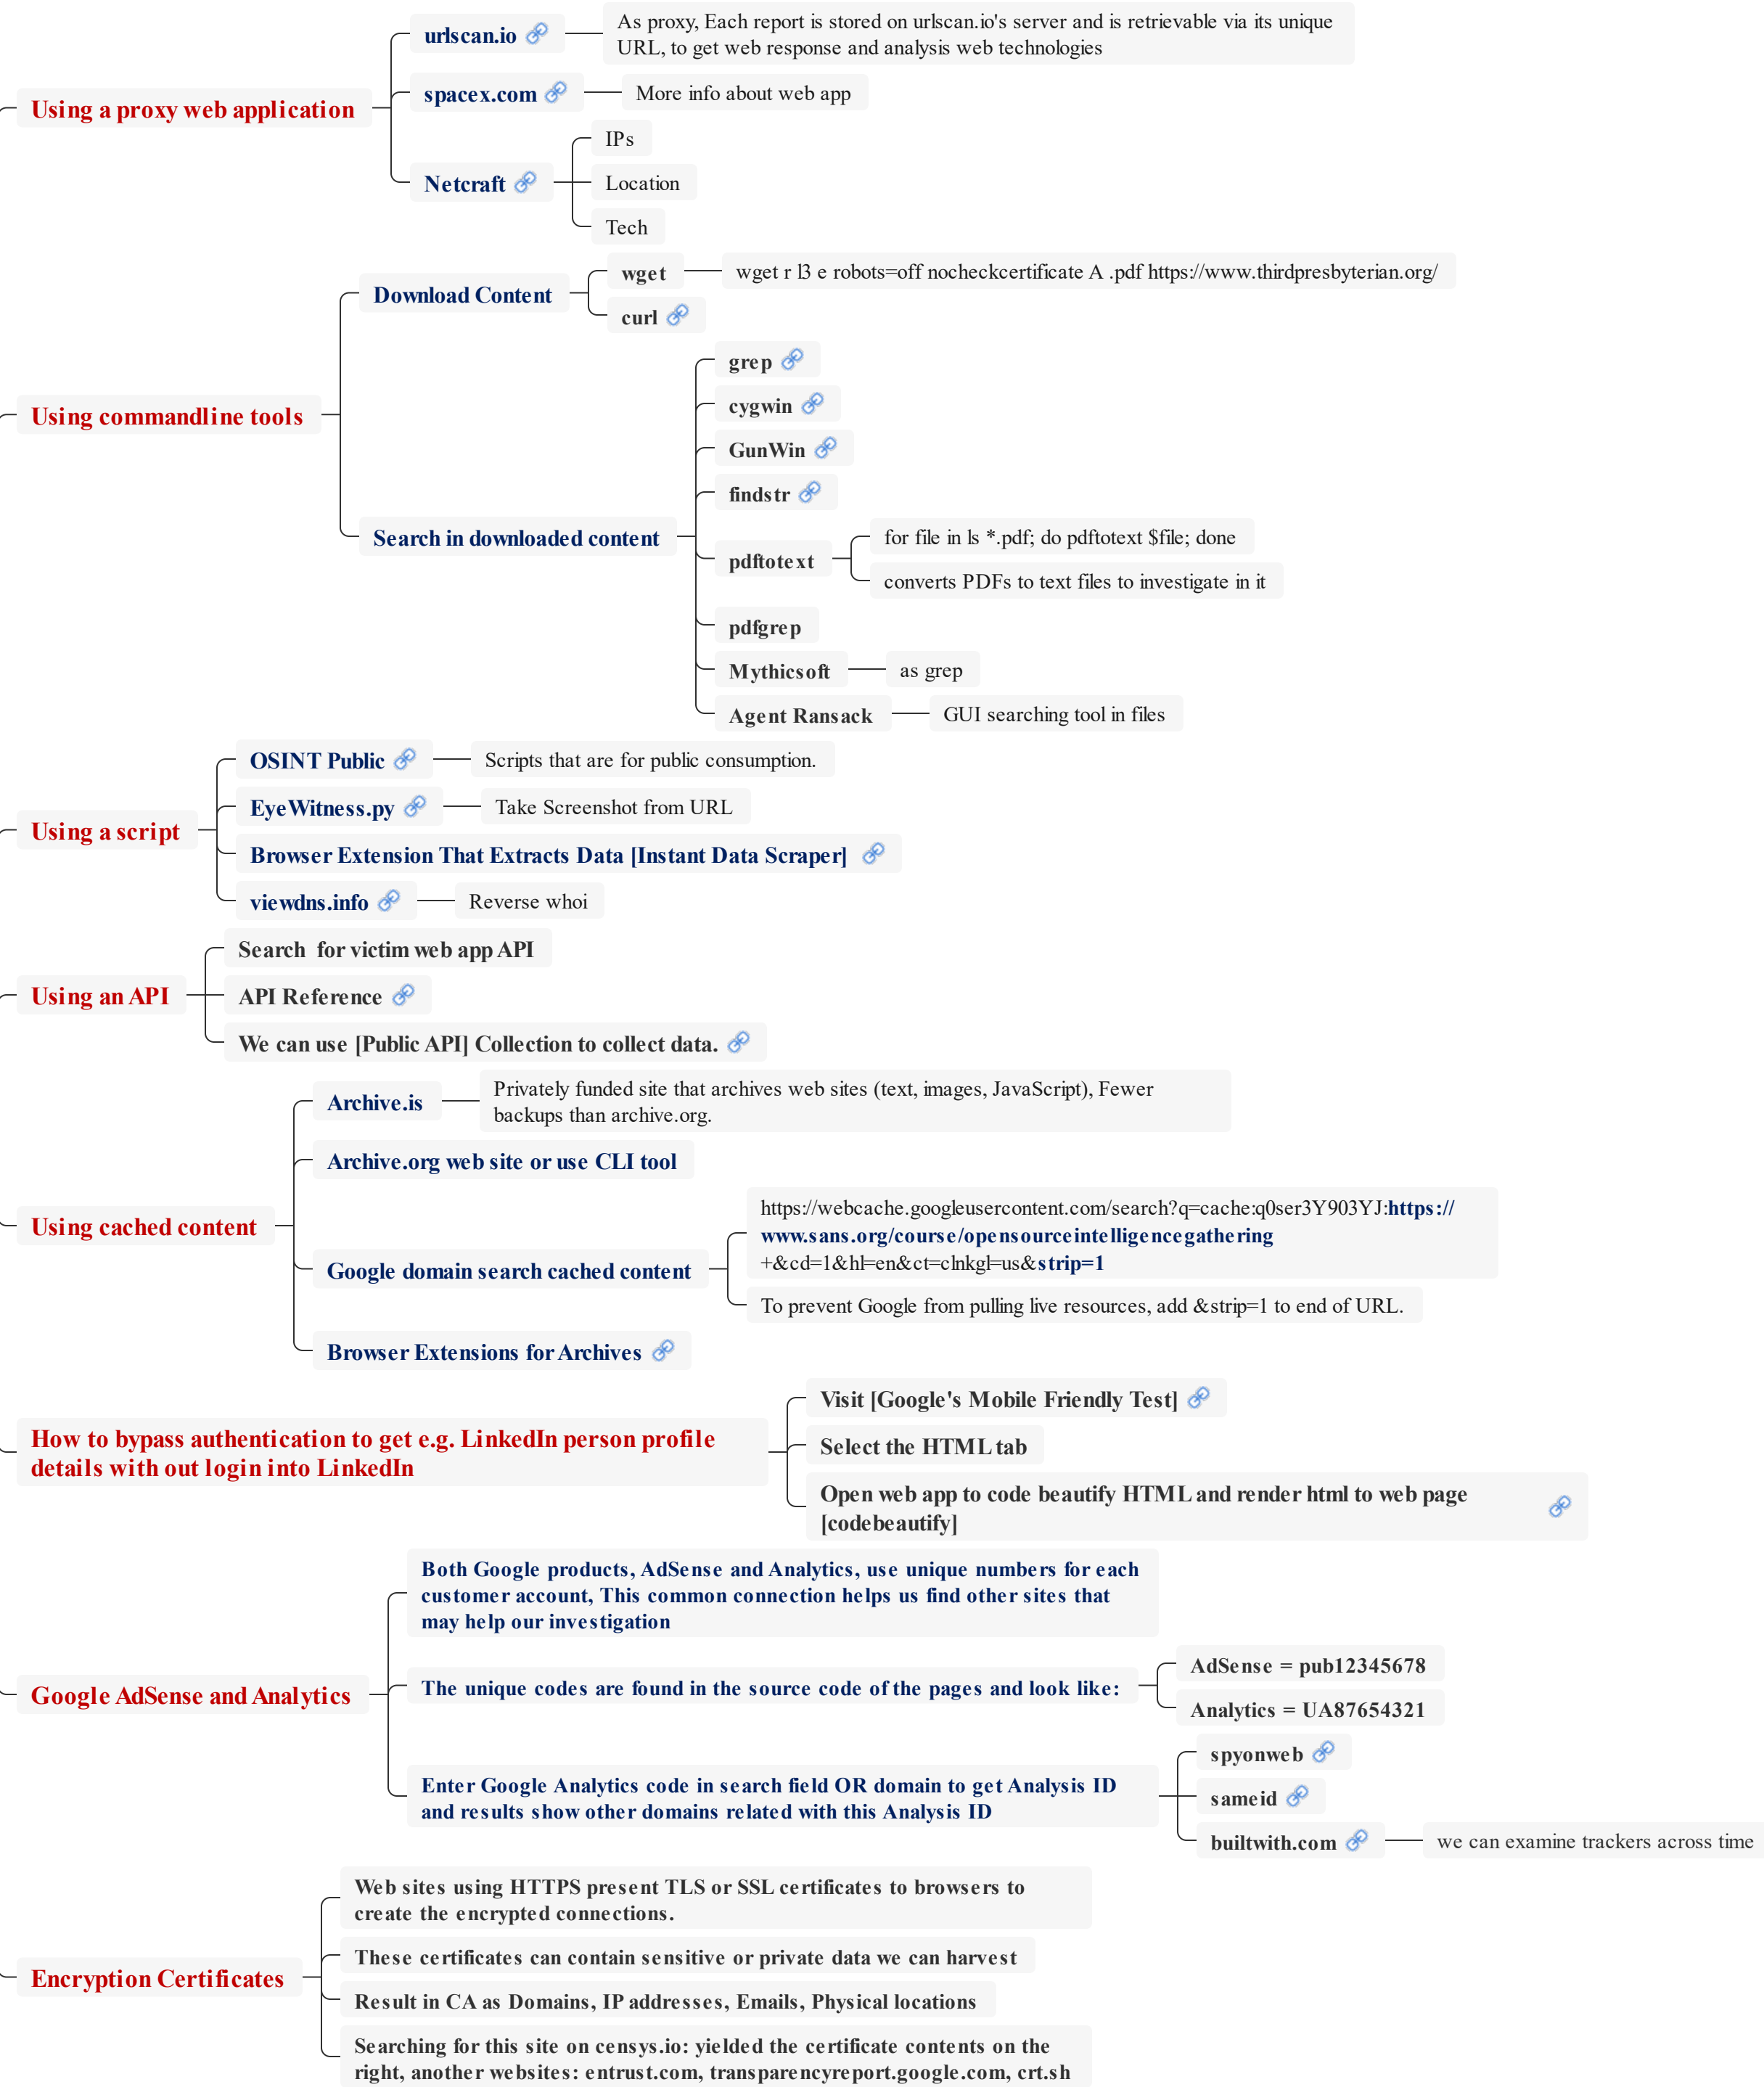 urlscan.io
As proxy, Each report is stored on urlscan.io's server and is retrievable via its unique
URL, to get web response and analysis web technologies
Using a proxy web application
spacex.com
More info about web app
Netcraft
IPs
Location
Tech
Using commandline tools
Download Content
wget
wget r l3 e robots=off nocheckcertificate A .pdf https://www.thirdpresbyterian.org/
curl
Search in downloaded content
grep
cygwin
GunWin
findstr
pdftotext
for file in ls *.pdf; do pdftotext $file; done
converts PDFs to text files to investigate in it
pdfgrep
Mythicsoft
as grep
Agent Ransack
GUI searching tool in files
Using a script
OSINT Public
Scripts that are for public consumption.
EyeWitness.py
Take Screenshot from URL
Browser Extension That Extracts Data [Instant Data Scraper]
viewdns.info
Reverse whoi
Using an API
Search for victim web app API
API Reference
We can use [Public API] Collection to collect data.
Using cached content
Archive.is
Privately funded site that archives web sites (text, images, JavaScript), Fewer
backups than archive.org.
Archive.org web site or use CLI tool
Google domain search cached content
https://webcache.googleusercontent.com/search?q=cache:q0ser3Y903YJ:https://
www.sans.org/course/opensourceintelligencegathering
+&cd=1&hl=en&ct=clnkgl=us&strip=1
To prevent Google from pulling live resources, add &strip=1 to end of URL.
Browser Extensions for Archives
How to bypass authentication to get e.g. LinkedIn person profile
details with out login into LinkedIn
Visit [Google's Mobile Friendly Test]
Select the HTML tab
Open web app to code beautify HTML and render html to web page
[codebeautify]
Google AdSense and Analytics
Both Google products, AdSense and Analytics, use unique numbers for each
customer account, This common connection helps us find other sites that
may help our investigation
The unique codes are found in the source code of the pages and look like:
AdSense = pub12345678
Analytics = UA87654321
Enter Google Analytics code in search field OR domain to get Analysis ID
and results show other domains related with this Analysis ID
spyonweb
sameid
builtwith.com
we can examine trackers across time
Encryption Certificates
Web sites using HTTPS present TLS or SSL certificates to browsers to
create the encrypted connections.
These certificates can contain sensitive or private data we can harvest
Result in CA as Domains, IP addresses, Emails, Physical locations
Searching for this site on censys.io: yielded the certificate contents on the
right, another websites: entrust.com, transparencyreport.google.com, crt.sh